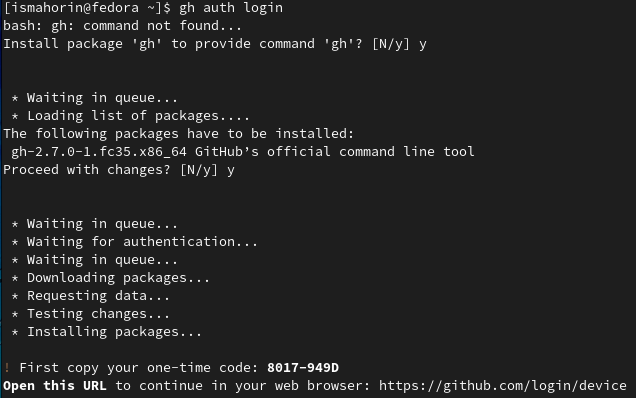 [ismahorin@fedora ~]$ gh auth login
bash: gh: command not found...
Install package 'gh' to provide command 'gh'? [N/y] y
* Waiting in queue...
* Loading list of packages....
The following packages have to be installed:
gh-2.7.0-1.fc35.x86_64 GitHub’s official command line tool
Proceed with changes? [N/y] y
* Waiting in queue...
* Waiting for authentication...
* Waiting in queue...
* Downloading packages...
* Requesting data...
* Testing changes...
* Installing packages...
! First copy your one-time code: 8017-949D
Open this URL to continue in your web browser: https://github.com/login/device